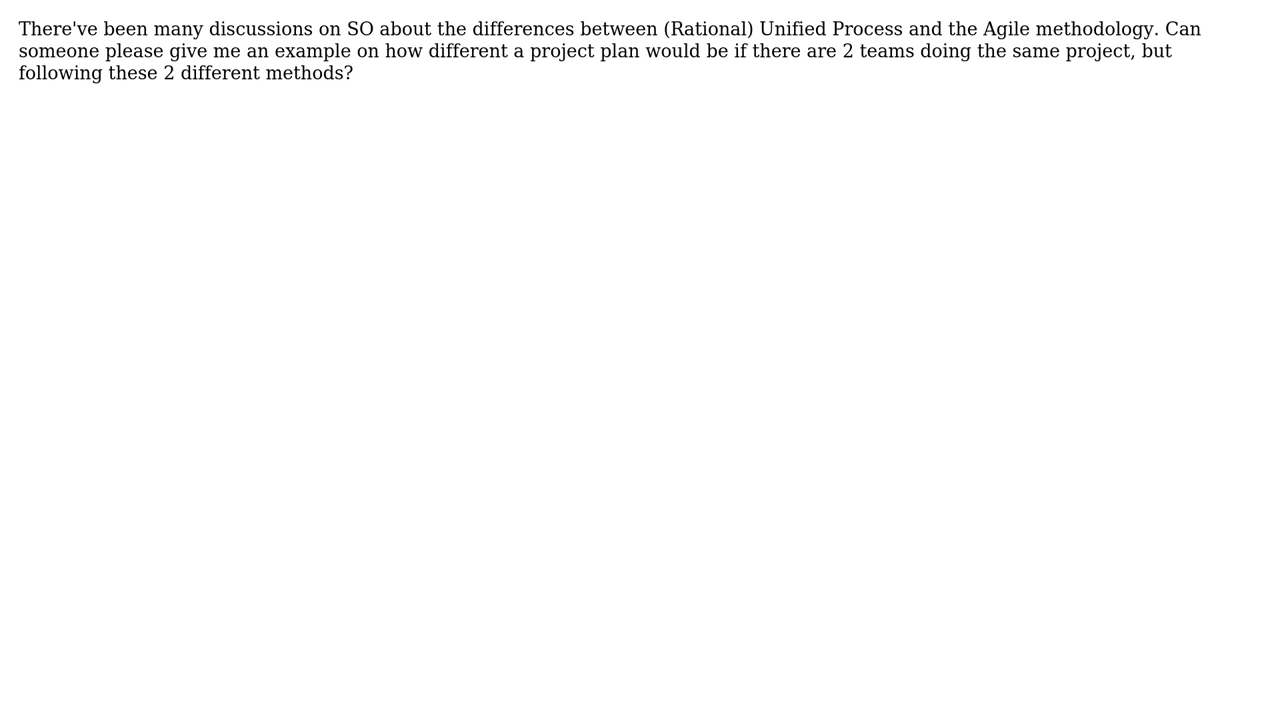 There've been many discussions on SO about the differences between (Rational) Unified Process and the Agile methodology. Can
someone please give me an example on how different a project plan would be if there are 2 teams doing the same project, but
following these 2 different methods?